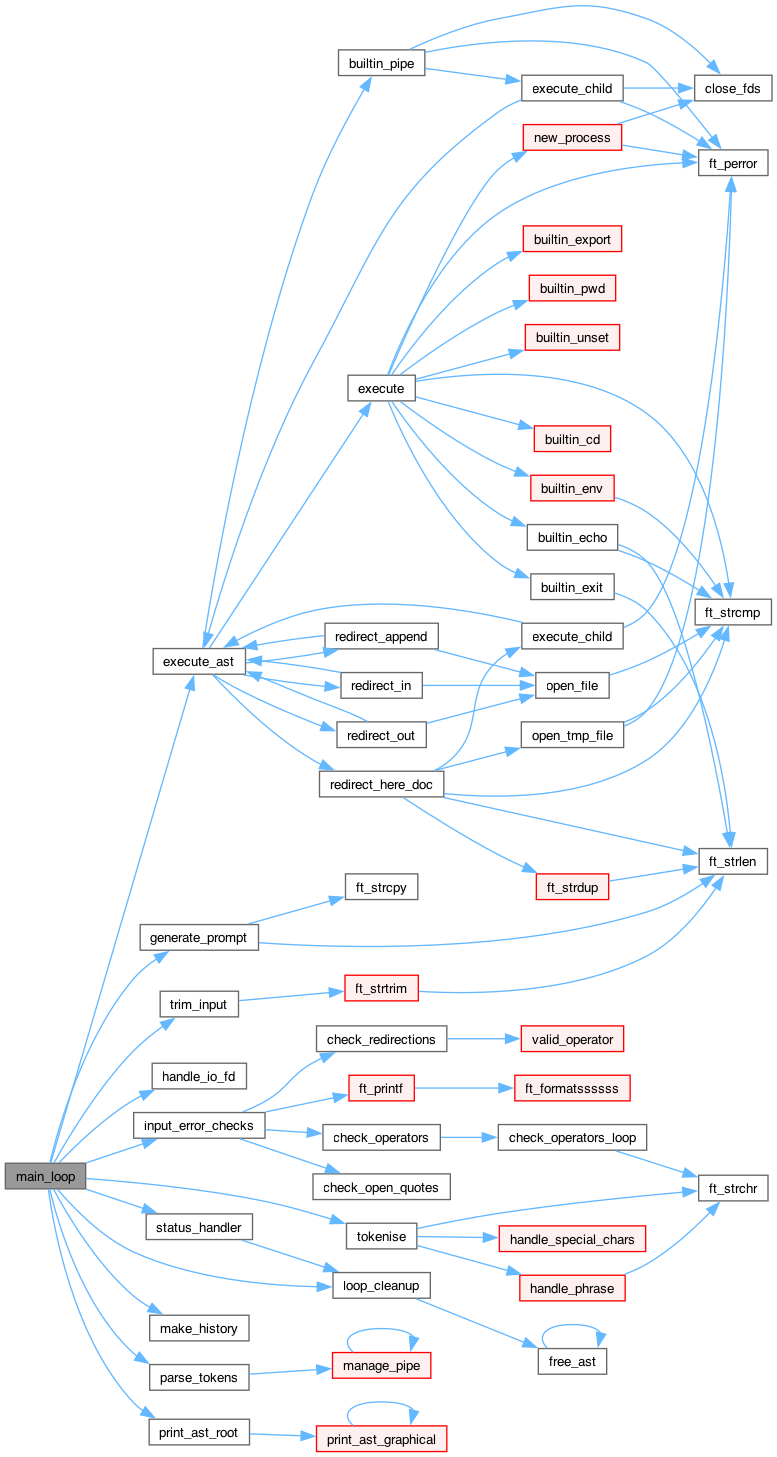 builtin_pipe
execute_child
close_fds
new_process
ft_perror
builtin_export
builtin_pwd
builtin_unset
execute
builtin_cd
builtin_env
builtin_echo
builtin_exit
ft_strcmp
execute_ast
redirect_append
execute_child
redirect_in
open_file
redirect_out
open_tmp_file
redirect_here_doc
ft_strlen
ft_strcpy
ft_strdup
generate_prompt
trim_input
ft_strtrim
check_redirections
valid_operator
handle_io_fd
ft_printf
ft_formatssssss
input_error_checks
check_operators
check_operators_loop
main_loop
check_open_quotes
ft_strchr
status_handler
tokenise
handle_special_chars
loop_cleanup
handle_phrase
make_history
free_ast
parse_tokens
manage_pipe
print_ast_root
print_ast_graphical